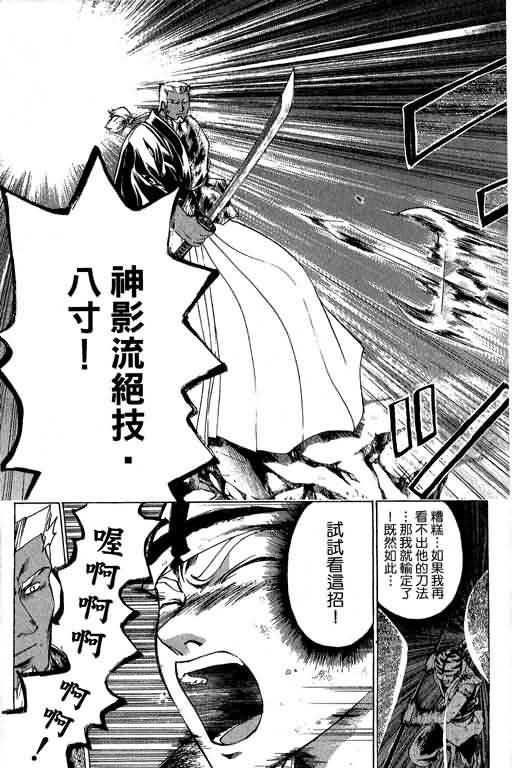 神影流絕技．
八寸！
糟糕…如果我再
看不出他的刀法
…那我就輸定了
！既然如此…
試試看這招！
喔
啊啊啊
啊啊
啊！